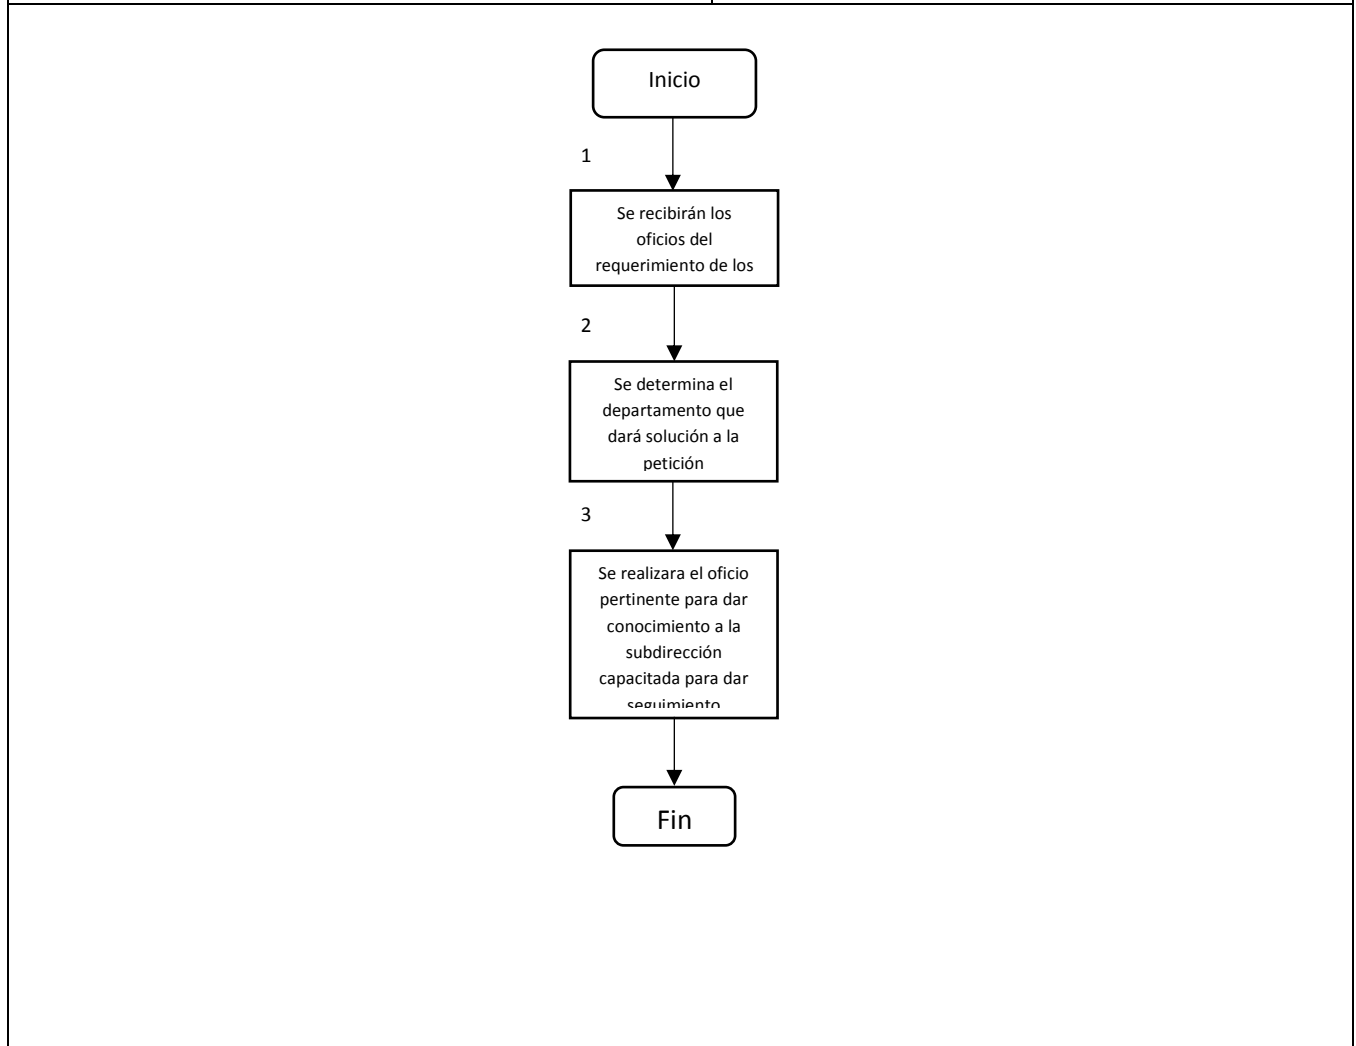 Inicio
1
Se recibirán los
oficios del
requerimiento de los
2
Se determina el
departamento que
dará solución a la
petición
3
Se realizara el oficio
pertinente para dar
conocimiento a la
subdirección
capacitada para dar
seguimiento
Fin